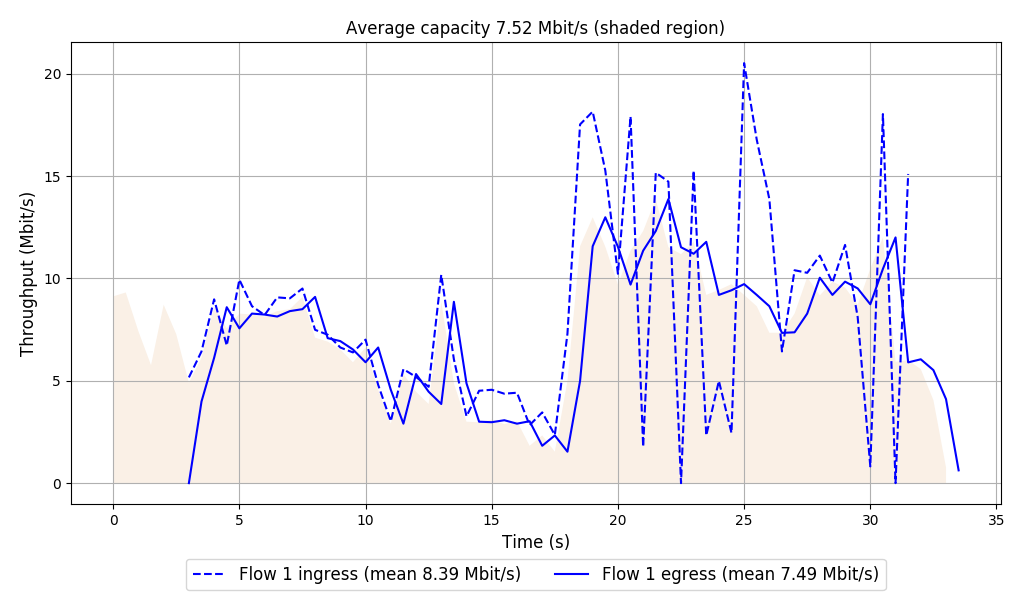 Average capacity 7.52 Mbit/s (shaded region)
Throughput (Mbit/s)
20
15
10
5
0
0 5 10 15 20 25 30 35
Time (s)
Flow 1 ingress (mean 8.39 Mbit/s) Flow 1 egress (mean 7.49 Mbit/s)